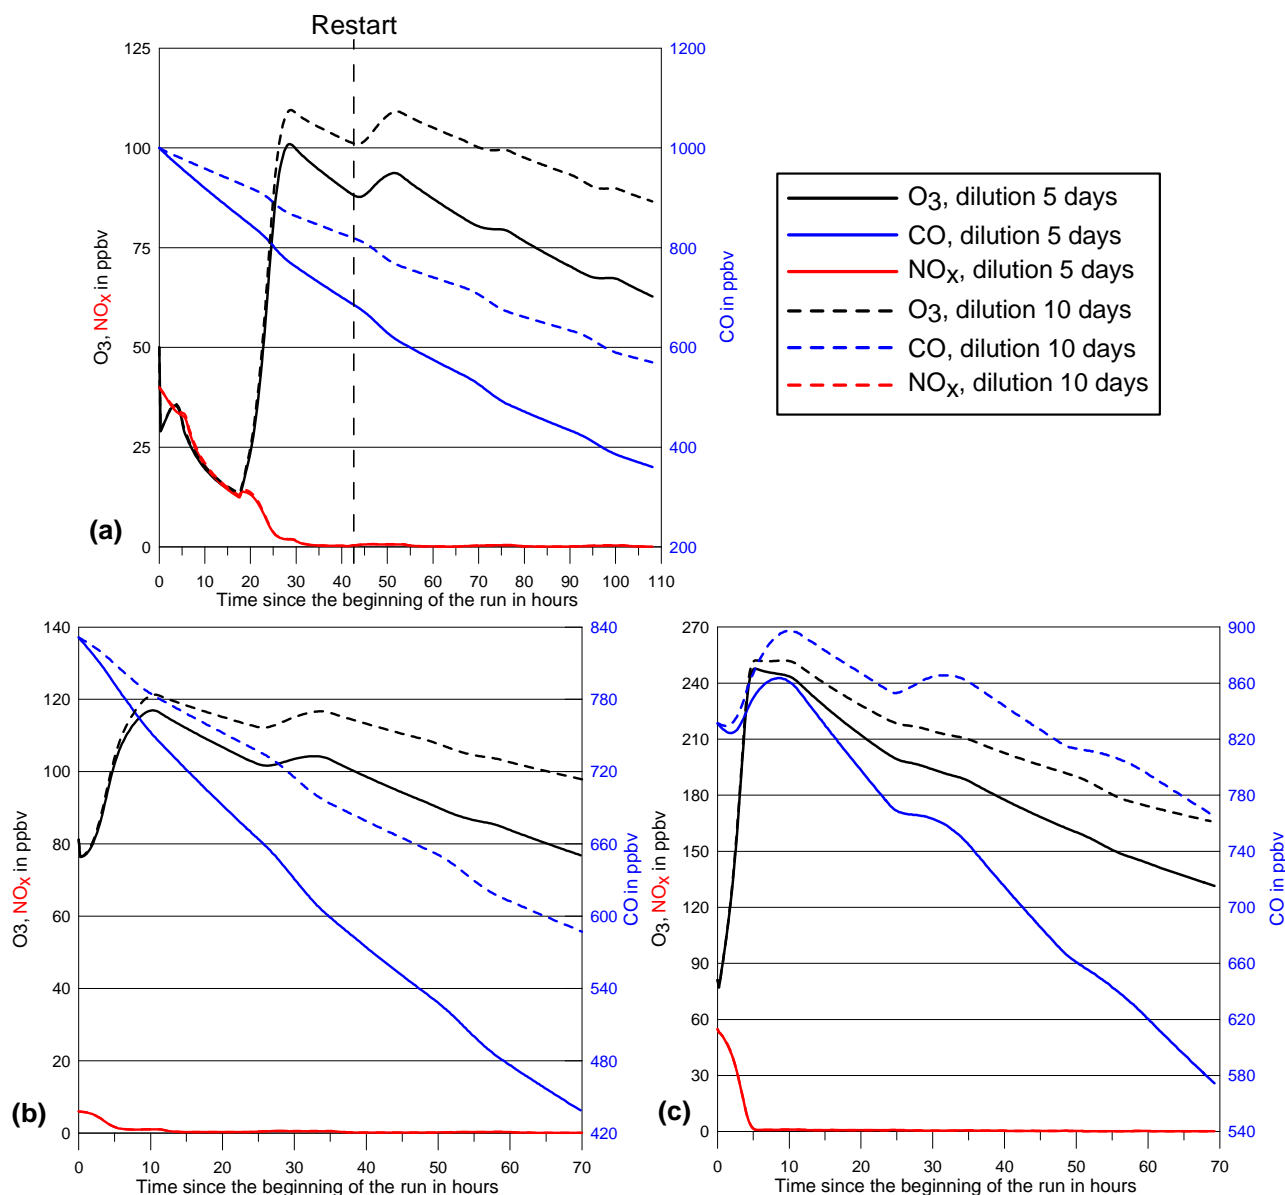 Restart
125
100
75
50
25
0
O3, NOx in ppbv
1200
1000
800
600
400
200
CO in ppbv
0 10 20 30 40 50 60 70 80 90 100 110
Time since the beginning of the run in hours
(a)
O3, dilution 5 days
CO, dilution 5 days
NOx, dilution 5 days
O3, dilution 10 days
CO, dilution 10 days
NOx, dilution 10 days
140
120
100
80
60
40
20
0
O3, NOx in ppbv
840
780
720
660
600
540
480
420
CO in ppbv
0 10 20 30 40 50 60 70
Time since the beginning of the run in hours
(b)
270
240
210
180
150
120
90
60
30
0
O3, NOx in ppbv
900
860
820
780
740
700
660
620
580
540
CO in ppbv
0 10 20 30 40 50 60 70
Time since the beginning of the run in hours
(c)